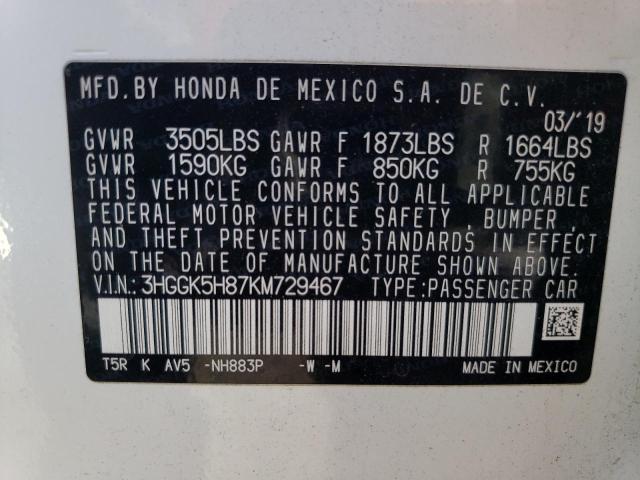 MFD. BY HONDA DE MEXICO S.A. DE C.V.
03/'19
GVWR 3505LBS GAWR F 1873LBS R 1664LBS
GVWR 1590KG GAWR F 850KG R 755KG
THIS VEHICLE CONFORMS TO ALL APPLICABLE
FEDERAL MOTOR VEHICLE SAFETY , BUMPER ,
AND THEFT PREVENTION STANDARDS IN EFFECT
ON THE DATE OF MANUFACTURE SHOWN ABOVE.
V.I.N.: 3HGGK5H87KM729467 TYPE:PASSENGER CAR
T5R K AV5 -NH883P -W -M MADE IN MEXICO